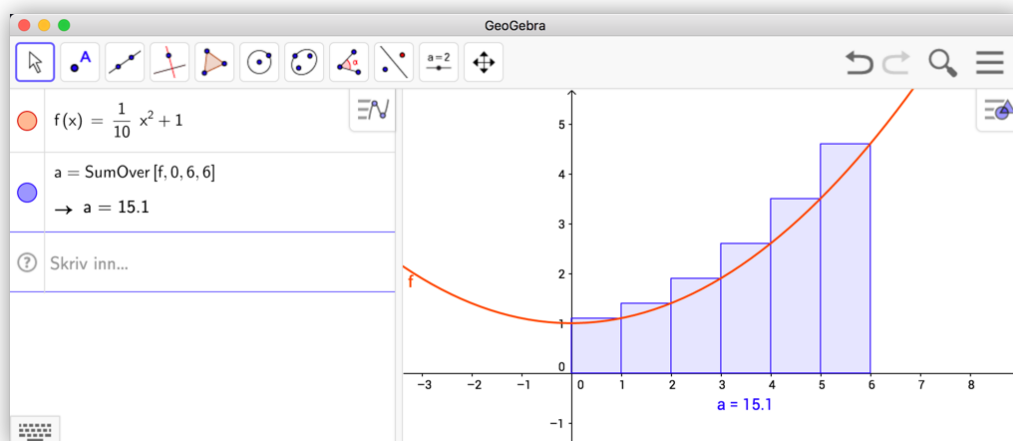 GeoGebra
A
α
a=2
f(x) = 1/10 x² + 1
a = SumOver[f, 0, 6, 6]
→ a = 15.1
? Skriv inn...
f
5
4
3
2
1
0
−1
−3 −2 −1 0 1 2 3 4 5 6 7 8
a = 15.1